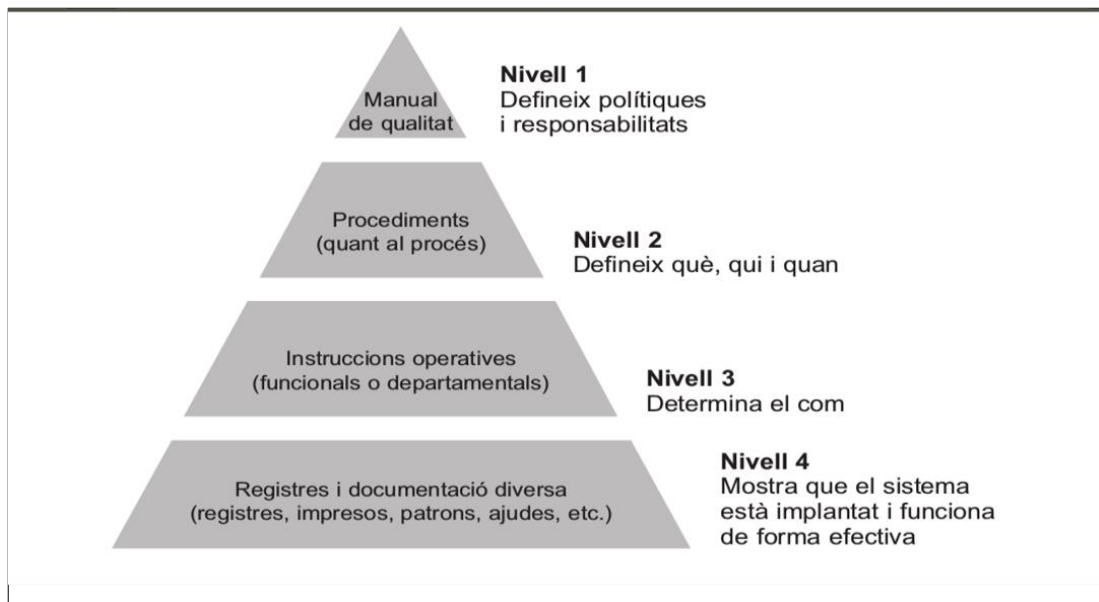 Manual
de qualitat
Nivell 1
Defineix polítiques
i responsabilitats
Procediments
(quant al procés)
Nivell 2
Defineix què, qui i quan
Instruccions operatives
(funcionals o departamentals)
Nivell 3
Determina el com
Registres i documentació diversa
(registres, impresos, patrons, ajudes, etc.)
Nivell 4
Mostra que el sistema
està implantat i funciona
de forma efectiva